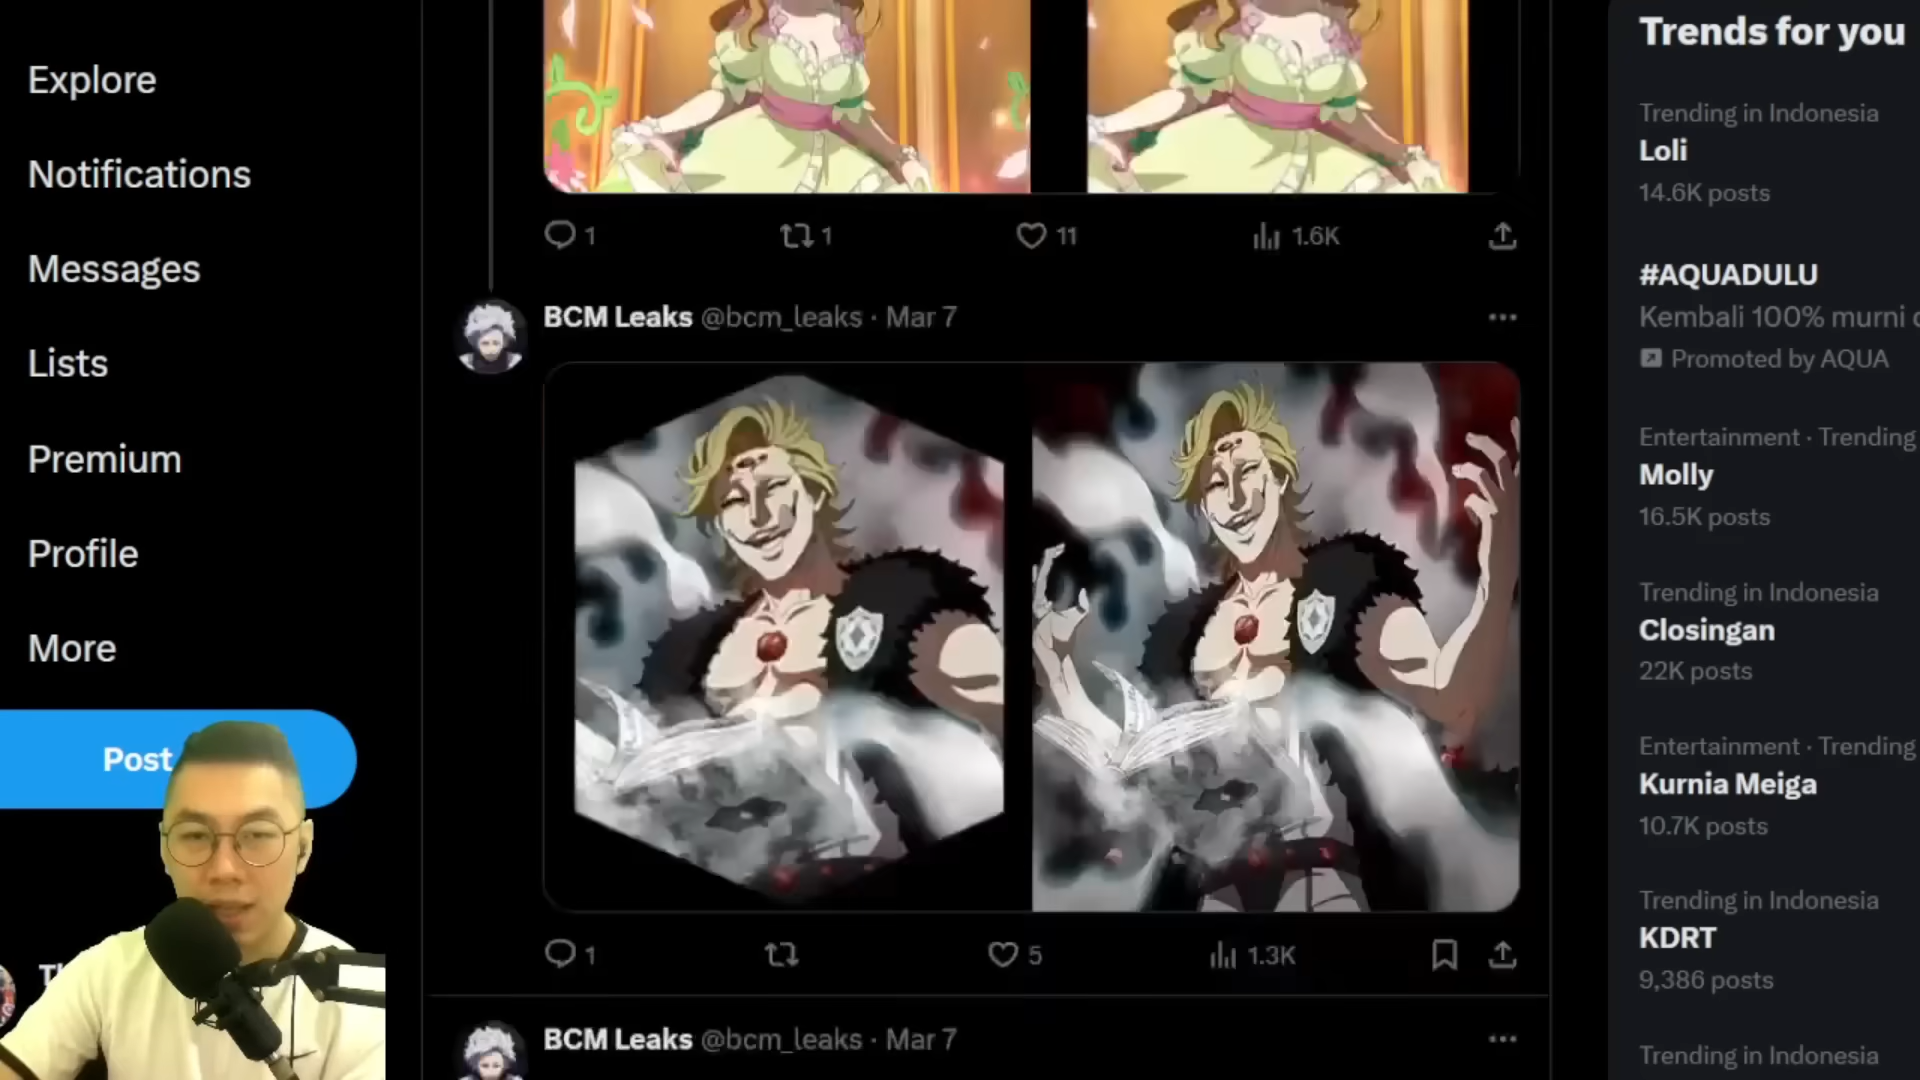 Explore
Notifications
Messages
Lists
Premium
Profile
More
Post
1
1
11
1.6K
BCM Leaks @bcm_leaks · Mar 7
1
5
1.3K
BCM Leaks @bcm_leaks · Mar 7
Trends for you
Trending in Indonesia
Loli
14.6K posts
#AQUADULU
Kembali 100% murni
Promoted by AQUA
Entertainment · Trending
Molly
16.5K posts
Trending in Indonesia
Closingan
22K posts
Entertainment · Trending
Kurnia Meiga
10.7K posts
Trending in Indonesia
KDRT
9,386 posts
Trending in Indonesia